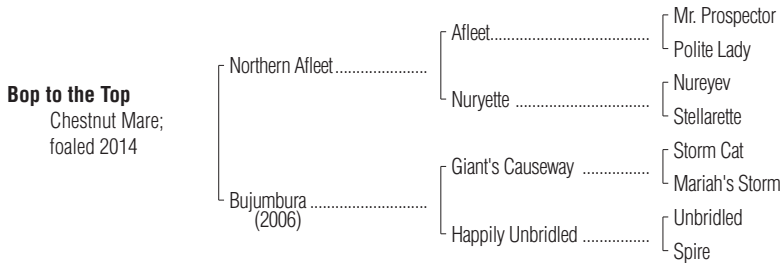 Mr. Prospector
Afleet
Polite Lady
Northern Afleet
Bop to the Top
Nureyev
Chestnut Mare;
Nuryette
foaled 2014
Stellarette
Storm Cat
Giant's Causeway
Mariah's Storm
Bujumbura
(2006)
Unbridled
Happily Unbridled
Spire